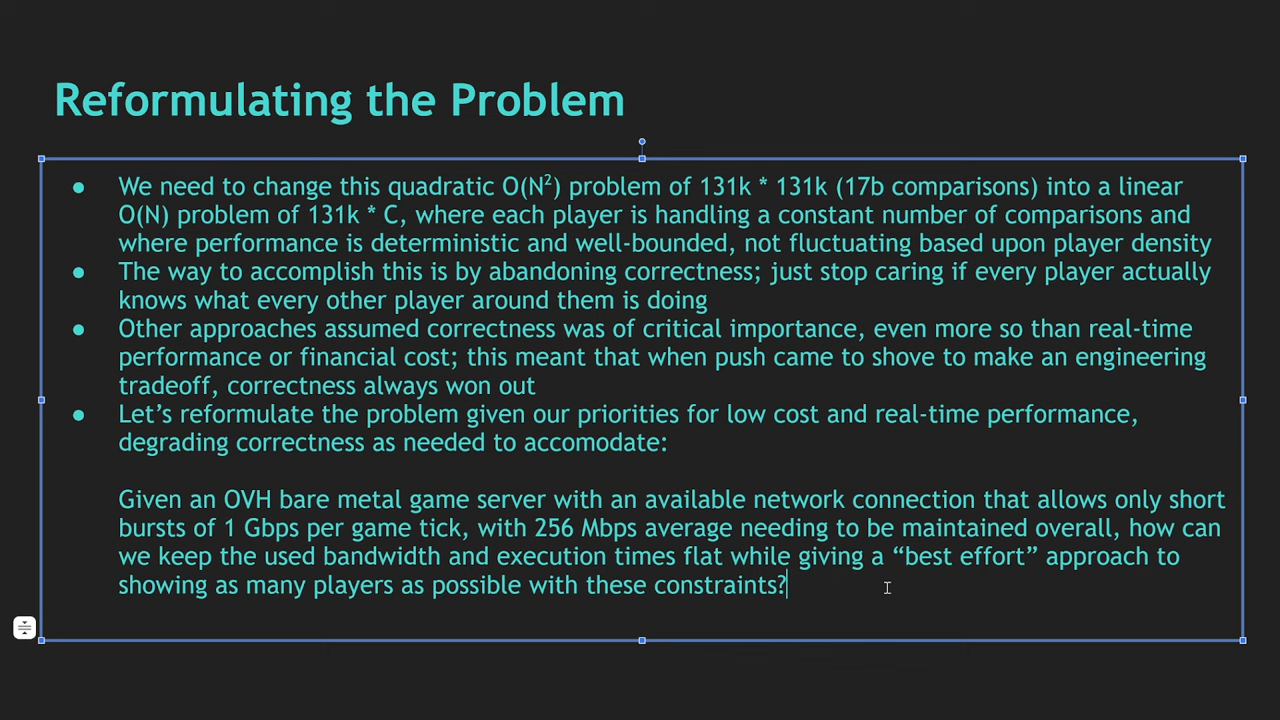 Reformulating the Problem
● We need to change this quadratic O(N²) problem of 131k * 131k (17b comparisons) into a linear
O(N) problem of 131k * C, where each player is handling a constant number of comparisons and
where performance is deterministic and well-bounded, not fluctuating based upon player density
● The way to accomplish this is by abandoning correctness; just stop caring if every player actually
knows what every other player around them is doing
● Other approaches assumed correctness was of critical importance, even more so than real-time
performance or financial cost; this meant that when push came to shove to make an engineering
tradeoff, correctness always won out
● Let’s reformulate the problem given our priorities for low cost and real-time performance,
degrading correctness as needed to accomodate:
Given an OVH bare metal game server with an available network connection that allows only short
bursts of 1 Gbps per game tick, with 256 Mbps average needing to be maintained overall, how can
we keep the used bandwidth and execution times flat while giving a “best effort” approach to
showing as many players as possible with these constraints?